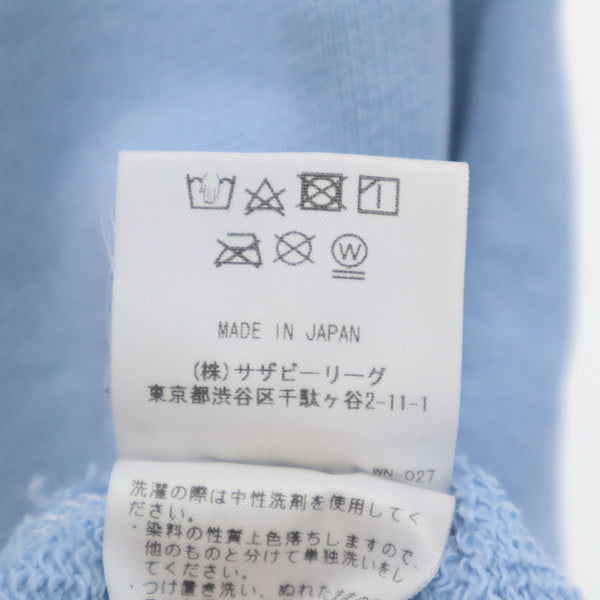 W
MADE IN JAPAN
(株)サザビーリーグ
東京都渋谷区千駄ヶ谷2-11-1
WN-027
洗濯の際は中性洗剤を使用してく
ださい。
・染料の性質上色落ちしますので、
他のものと分けて単独洗いをし
てください。
・つけ置き洗い、ぬれたまま